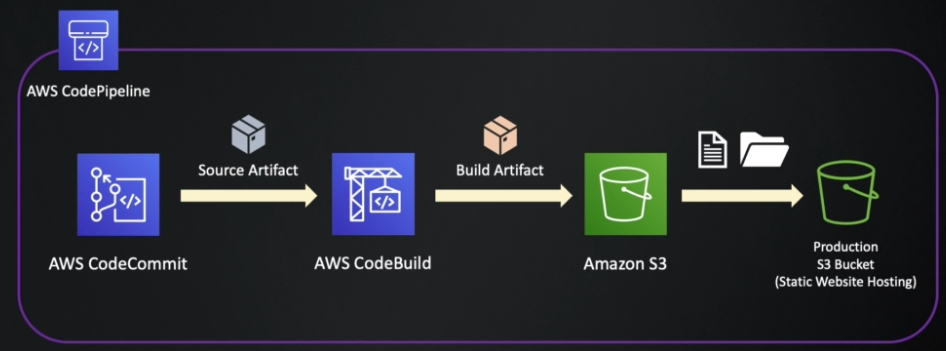 AWS CodePipeline
Source Artifact
Build Artifact
AWS CodeCommit
AWS CodeBuild
Amazon S3
Production
S3 Bucket
(Static Website Hosting)